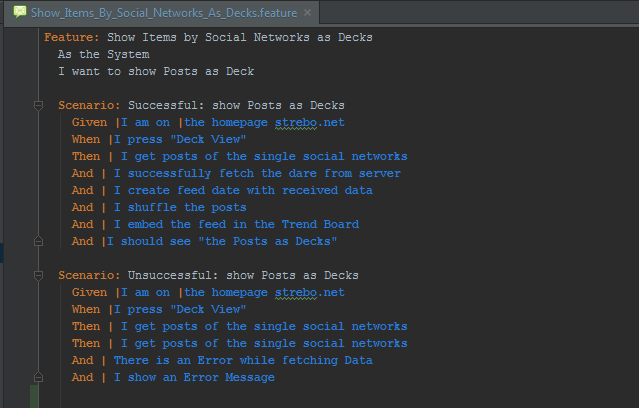 Show_Items_By_Social_Networks_As_Decks.feature ×
Feature: Show Items by Social Networks as Decks
As the System
I want to show Posts as Deck
Scenario: Successful: show Posts as Decks
Given |I am on |the homepage strebo.net
When |I press "Deck View"
Then | I get posts of the single social networks
And | I successfully fetch the dare from server
And | I create feed date with received data
And | I shuffle the posts
And | I embed the feed in the Trend Board
And |I should see "the Posts as Decks"
Scenario: Unsuccessful: show Posts as Decks
Given |I am on |the homepage strebo.net
When |I press "Deck View"
Then | I get posts of the single social networks
Then | I get posts of the single social networks
And | There is an Error while fetching Data
And | I show an Error Message